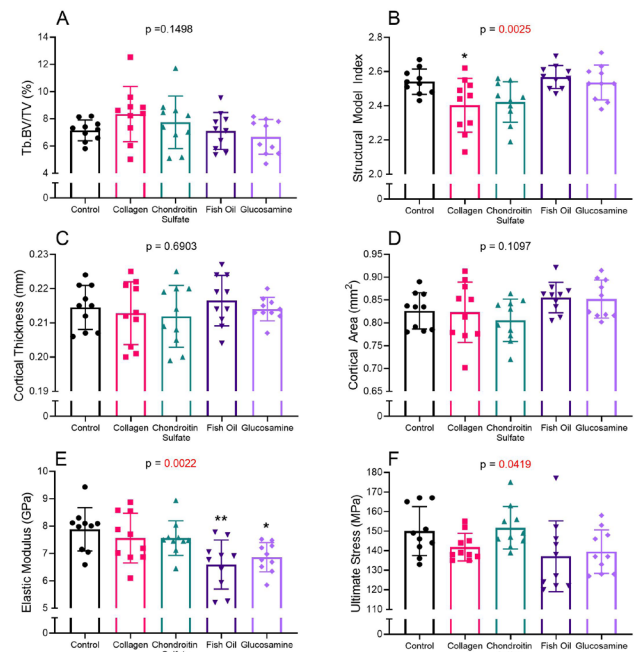 A
p =0.1498
Tb.BV/TV (%)
14
12
10
8
6
4
0
Control
Collagen
Chondroitin
Sulfate
Fish Oil
Glucosamine
B
p = 0.0025
Structural Model Index
2.8
2.6
2.4
2.2
2.0
0
*
Control
Collagen
Chondroitin
Sulfate
Fish Oil
Glucosamine
C
p = 0.6903
Cortical Thickness (mm)
0.23
0.22
0.21
0.20
0.19
0
Control
Collagen
Chondroitin
Sulfate
Fish Oil
Glucosamine
D
p = 0.1097
Cortical Area (mm²)
0.95
0.90
0.85
0.80
0.75
0.70
0.65
0
Control
Collagen
Chondroitin
Sulfate
Fish Oil
Glucosamine
E
p = 0.0022
Elastic Modulus (GPa)
10
9
8
7
6
5
0
**
*
Control
Collagen
Chondroitin
Sulfate
Fish Oil
Glucosamine
F
p = 0.0419
Ultimate Stress (MPa)
180
170
160
150
140
130
120
110
0
Control
Collagen
Chondroitin
Fish Oil
Glucosamine